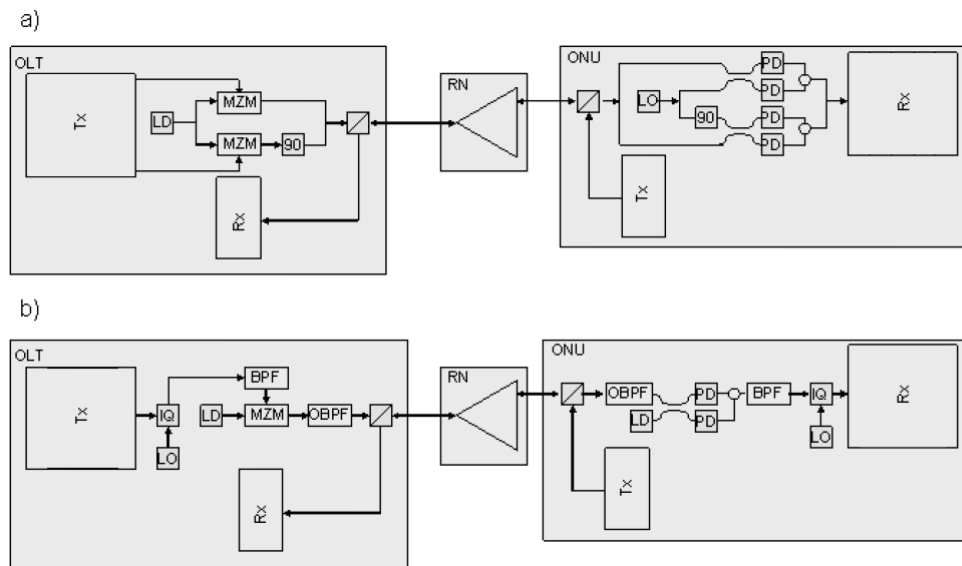 a)
OLT
Tx
LD
MZM
MZM
90
Rx
RN
ONU
LO
90
PD
PD
PD
PD
Rx
Tx
b)
OLT
Tx
IQ
LO
BPF
LD
MZM
OBPF
Rx
RN
ONU
OBPF
LD
PD
PD
BPF
IQ
LO
Rx
Tx